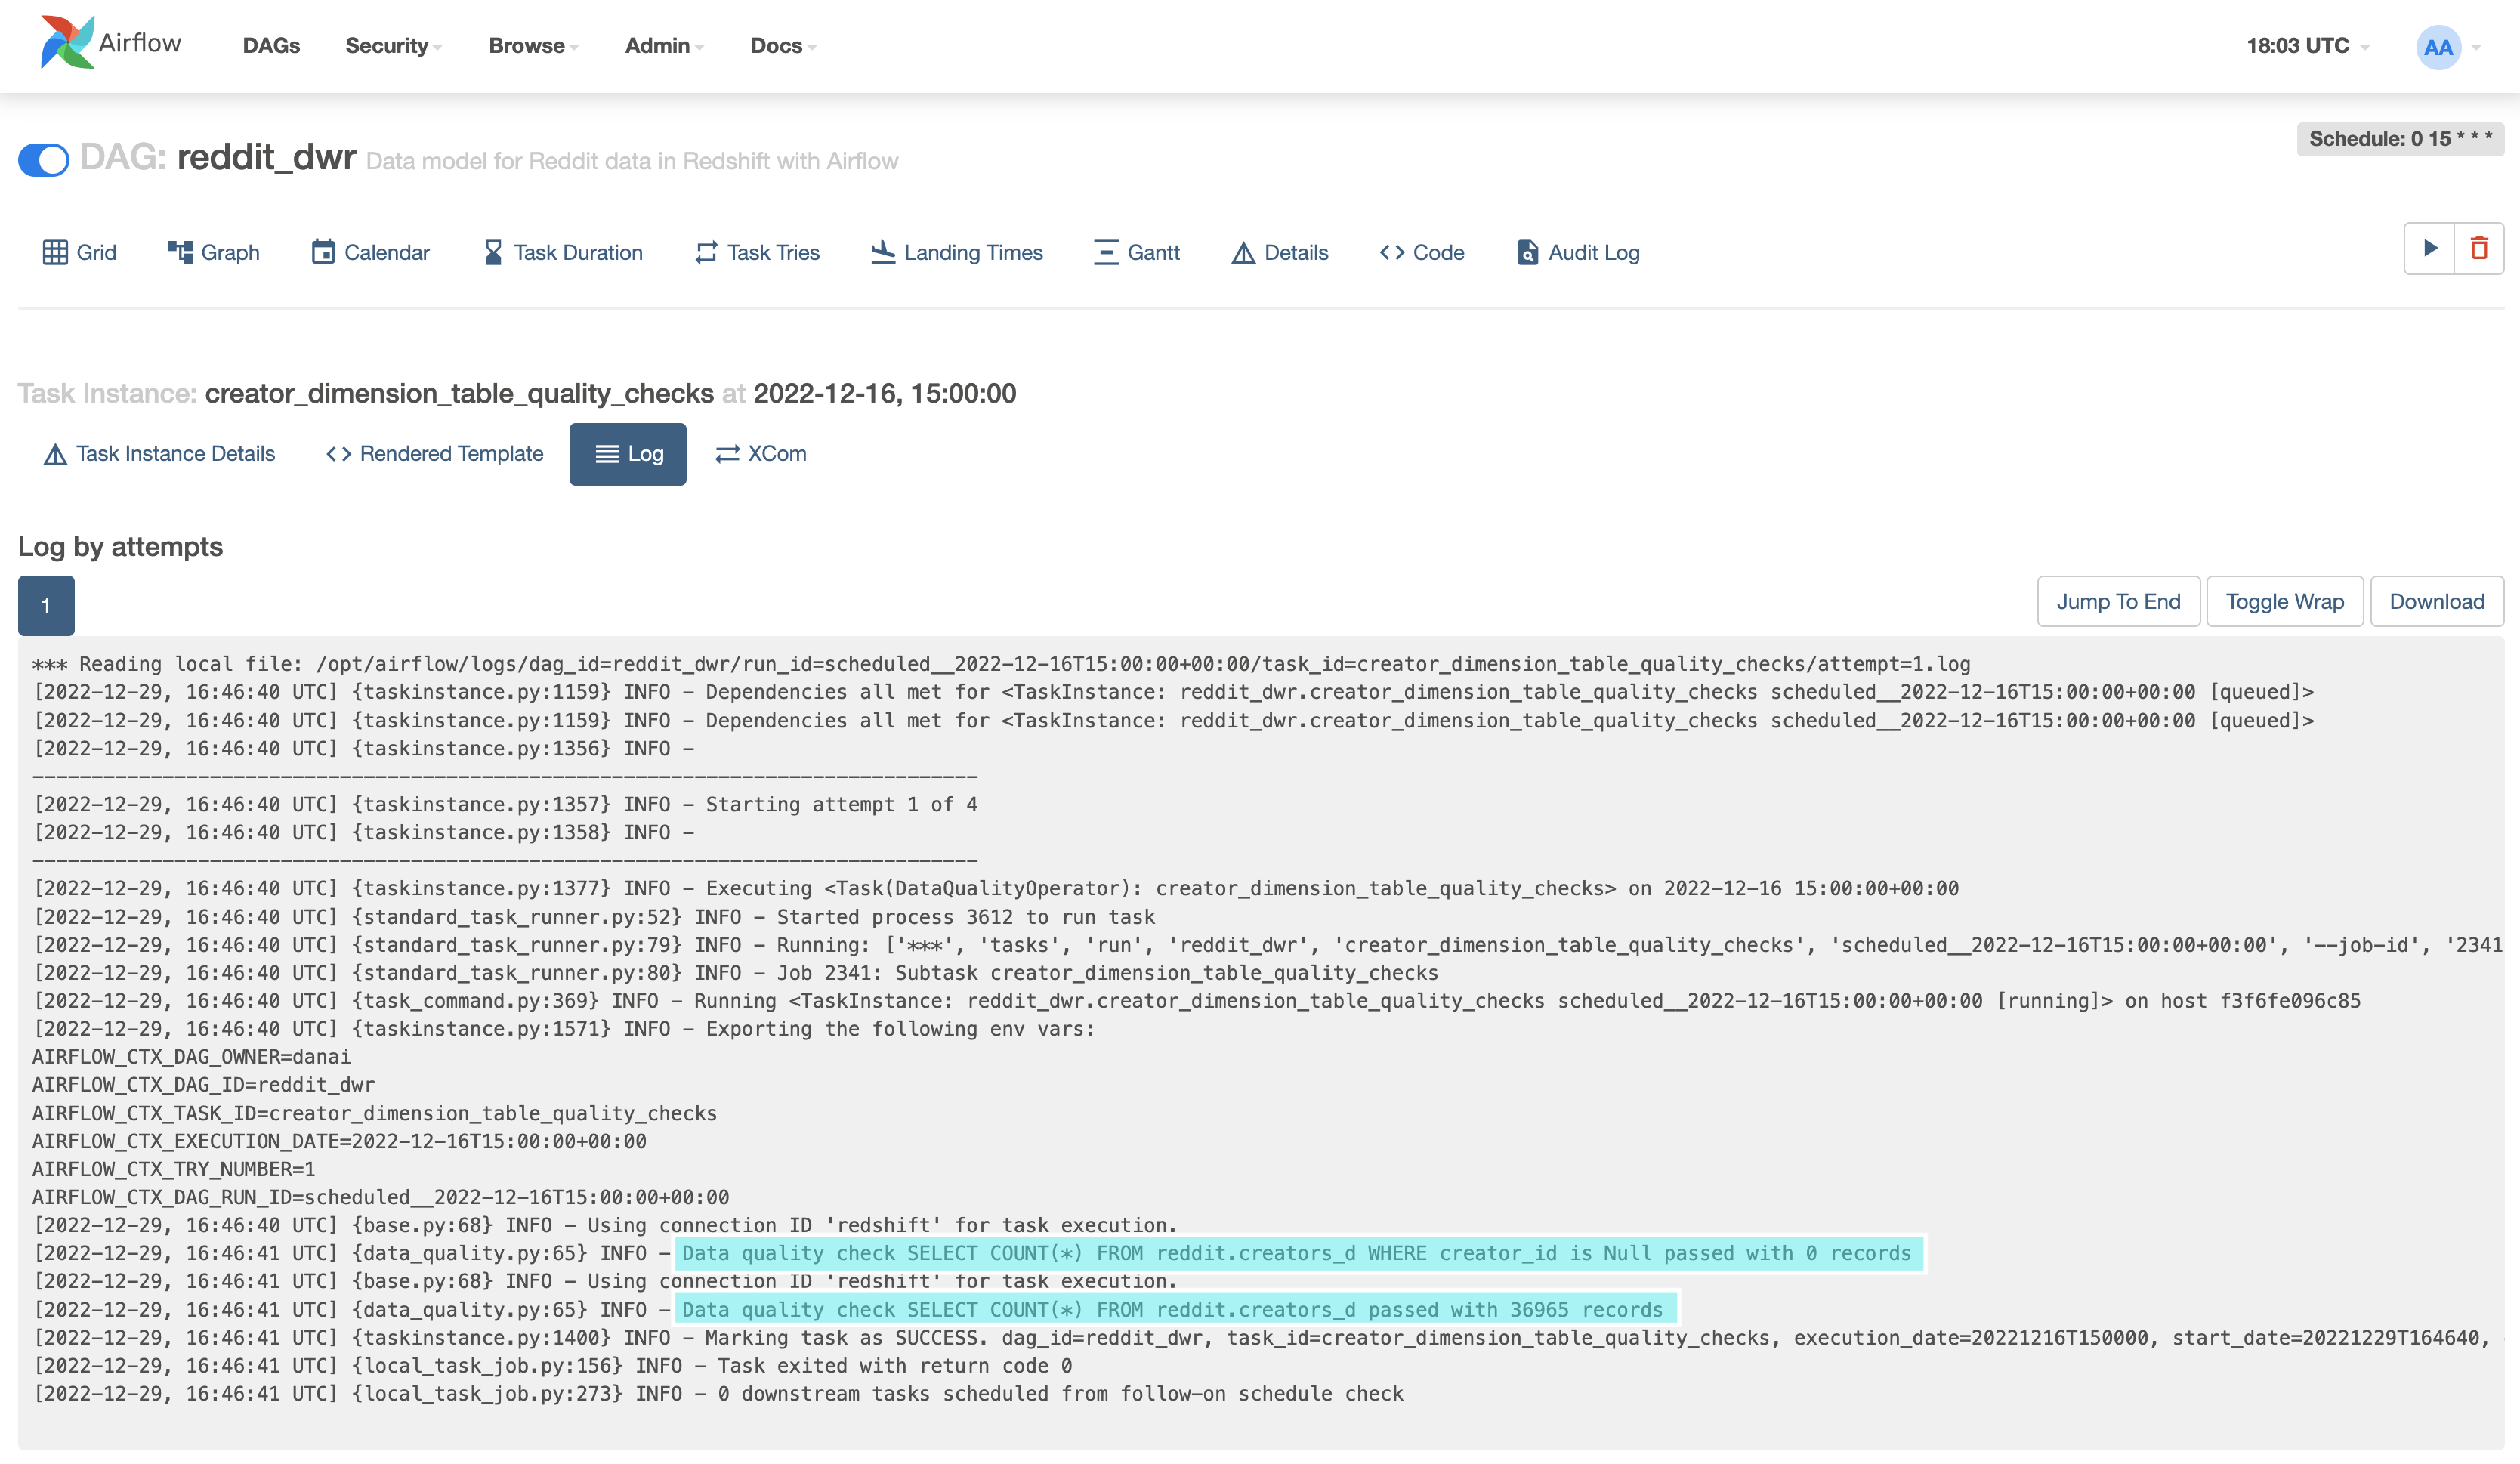 Airflow DAGs Security Browse Admin Docs 18:03 UTC AA
Schedule: 0 15 * * *
DAG: reddit_dwr Data model for Reddit data in Redshift with Airflow
Grid Graph Calendar Task Duration Task Tries Landing Times Gantt Details Code Audit Log
Task Instance: creator_dimension_table_quality_checks at 2022-12-16, 15:00:00
Task Instance Details Rendered Template Log XCom
Log by attempts
1 Jump To End Toggle Wrap Download
*** Reading local file: /opt/airflow/logs/dag_id=reddit_dwr/run_id=scheduled__2022-12-16T15:00:00+00:00/task_id=creator_dimension_table_quality_checks/attempt=1.log
[2022-12-29, 16:46:40 UTC] {taskinstance.py:1159} INFO - Dependencies all met for <TaskInstance: reddit_dwr.creator_dimension_table_quality_checks scheduled__2022-12-16T15:00:00+00:00 [queued]>
[2022-12-29, 16:46:40 UTC] {taskinstance.py:1159} INFO - Dependencies all met for <TaskInstance: reddit_dwr.creator_dimension_table_quality_checks scheduled__2022-12-16T15:00:00+00:00 [queued]>
[2022-12-29, 16:46:40 UTC] {taskinstance.py:1356} INFO -
--------------------------------------------------------------------------------
[2022-12-29, 16:46:40 UTC] {taskinstance.py:1357} INFO - Starting attempt 1 of 4
[2022-12-29, 16:46:40 UTC] {taskinstance.py:1358} INFO -
--------------------------------------------------------------------------------
[2022-12-29, 16:46:40 UTC] {taskinstance.py:1377} INFO - Executing <Task(DataQualityOperator): creator_dimension_table_quality_checks> on 2022-12-16 15:00:00+00:00
[2022-12-29, 16:46:40 UTC] {standard_task_runner.py:52} INFO - Started process 3612 to run task
[2022-12-29, 16:46:40 UTC] {standard_task_runner.py:79} INFO - Running: ['***', 'tasks', 'run', 'reddit_dwr', 'creator_dimension_table_quality_checks', 'scheduled__2022-12-16T15:00:00+00:00', '--job-id', '2341
[2022-12-29, 16:46:40 UTC] {standard_task_runner.py:80} INFO - Job 2341: Subtask creator_dimension_table_quality_checks
[2022-12-29, 16:46:40 UTC] {task_command.py:369} INFO - Running <TaskInstance: reddit_dwr.creator_dimension_table_quality_checks scheduled__2022-12-16T15:00:00+00:00 [running]> on host f3f6fe096c85
[2022-12-29, 16:46:40 UTC] {taskinstance.py:1571} INFO - Exporting the following env vars:
AIRFLOW_CTX_DAG_OWNER=danai
AIRFLOW_CTX_DAG_ID=reddit_dwr
AIRFLOW_CTX_TASK_ID=creator_dimension_table_quality_checks
AIRFLOW_CTX_EXECUTION_DATE=2022-12-16T15:00:00+00:00
AIRFLOW_CTX_TRY_NUMBER=1
AIRFLOW_CTX_DAG_RUN_ID=scheduled__2022-12-16T15:00:00+00:00
[2022-12-29, 16:46:40 UTC] {base.py:68} INFO - Using connection ID 'redshift' for task execution.
[2022-12-29, 16:46:41 UTC] {data_quality.py:65} INFO - Data quality check SELECT COUNT(*) FROM reddit.creators_d WHERE creator_id is Null passed with 0 records
[2022-12-29, 16:46:41 UTC] {base.py:68} INFO - Using connection ID 'redshift' for task execution.
[2022-12-29, 16:46:41 UTC] {data_quality.py:65} INFO - Data quality check SELECT COUNT(*) FROM reddit.creators_d passed with 36965 records
[2022-12-29, 16:46:41 UTC] {taskinstance.py:1400} INFO - Marking task as SUCCESS. dag_id=reddit_dwr, task_id=creator_dimension_table_quality_checks, execution_date=20221216T150000, start_date=20221229T164640,
[2022-12-29, 16:46:41 UTC] {local_task_job.py:156} INFO - Task exited with return code 0
[2022-12-29, 16:46:41 UTC] {local_task_job.py:273} INFO - 0 downstream tasks scheduled from follow-on schedule check